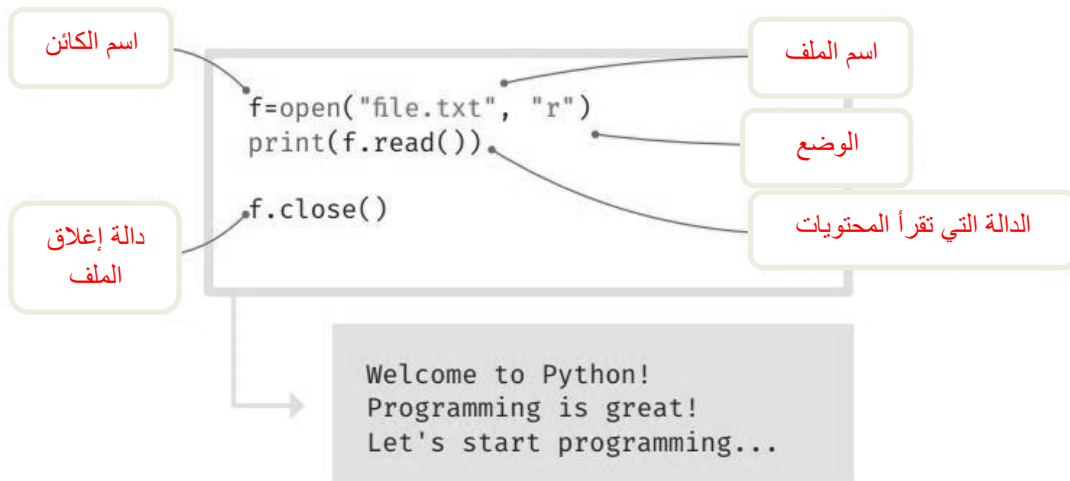 اسم الكائن
اسم الملف
f=open("file.txt", "r")
print(f.read())
الوضع
f.close()
دالة إغلاق
الملف
الدالة التي تقرأ المحتويات
Welcome to Python!
Programming is great!
Let's start programming...